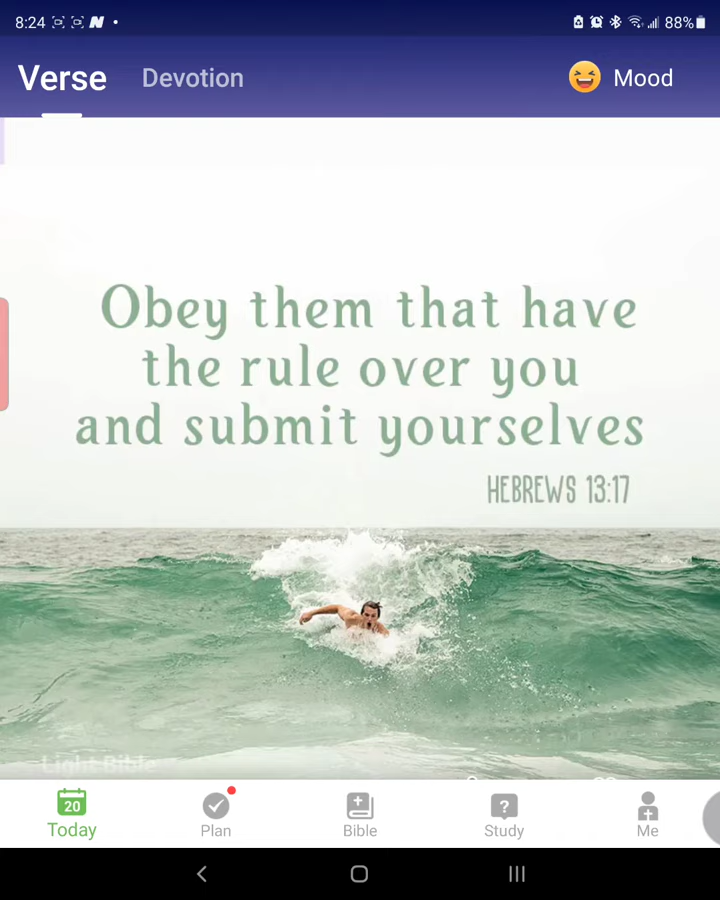 8:24 88%
Verse Devotion Mood
Obey them that have
the rule over you
and submit yourselves
HEBREWS 13:17
Light Bible
20 ?
Today Plan Bible Study Me